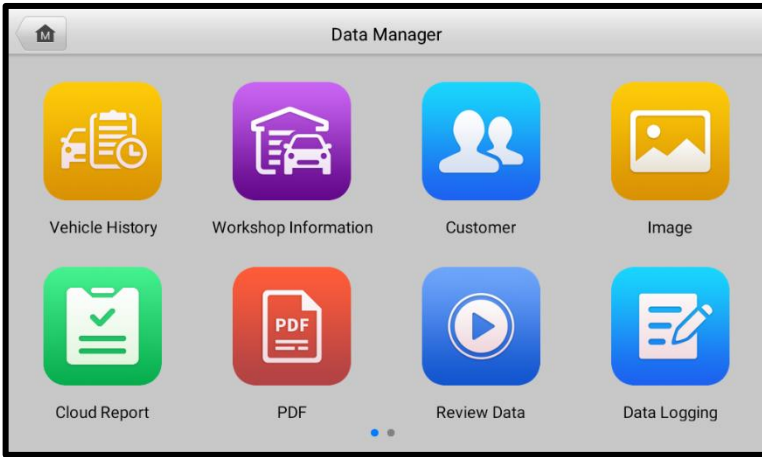 M
Data Manager
Vehicle History
Workshop Information
Customer
Image
Cloud Report
PDF
PDF
Review Data
Data Logging